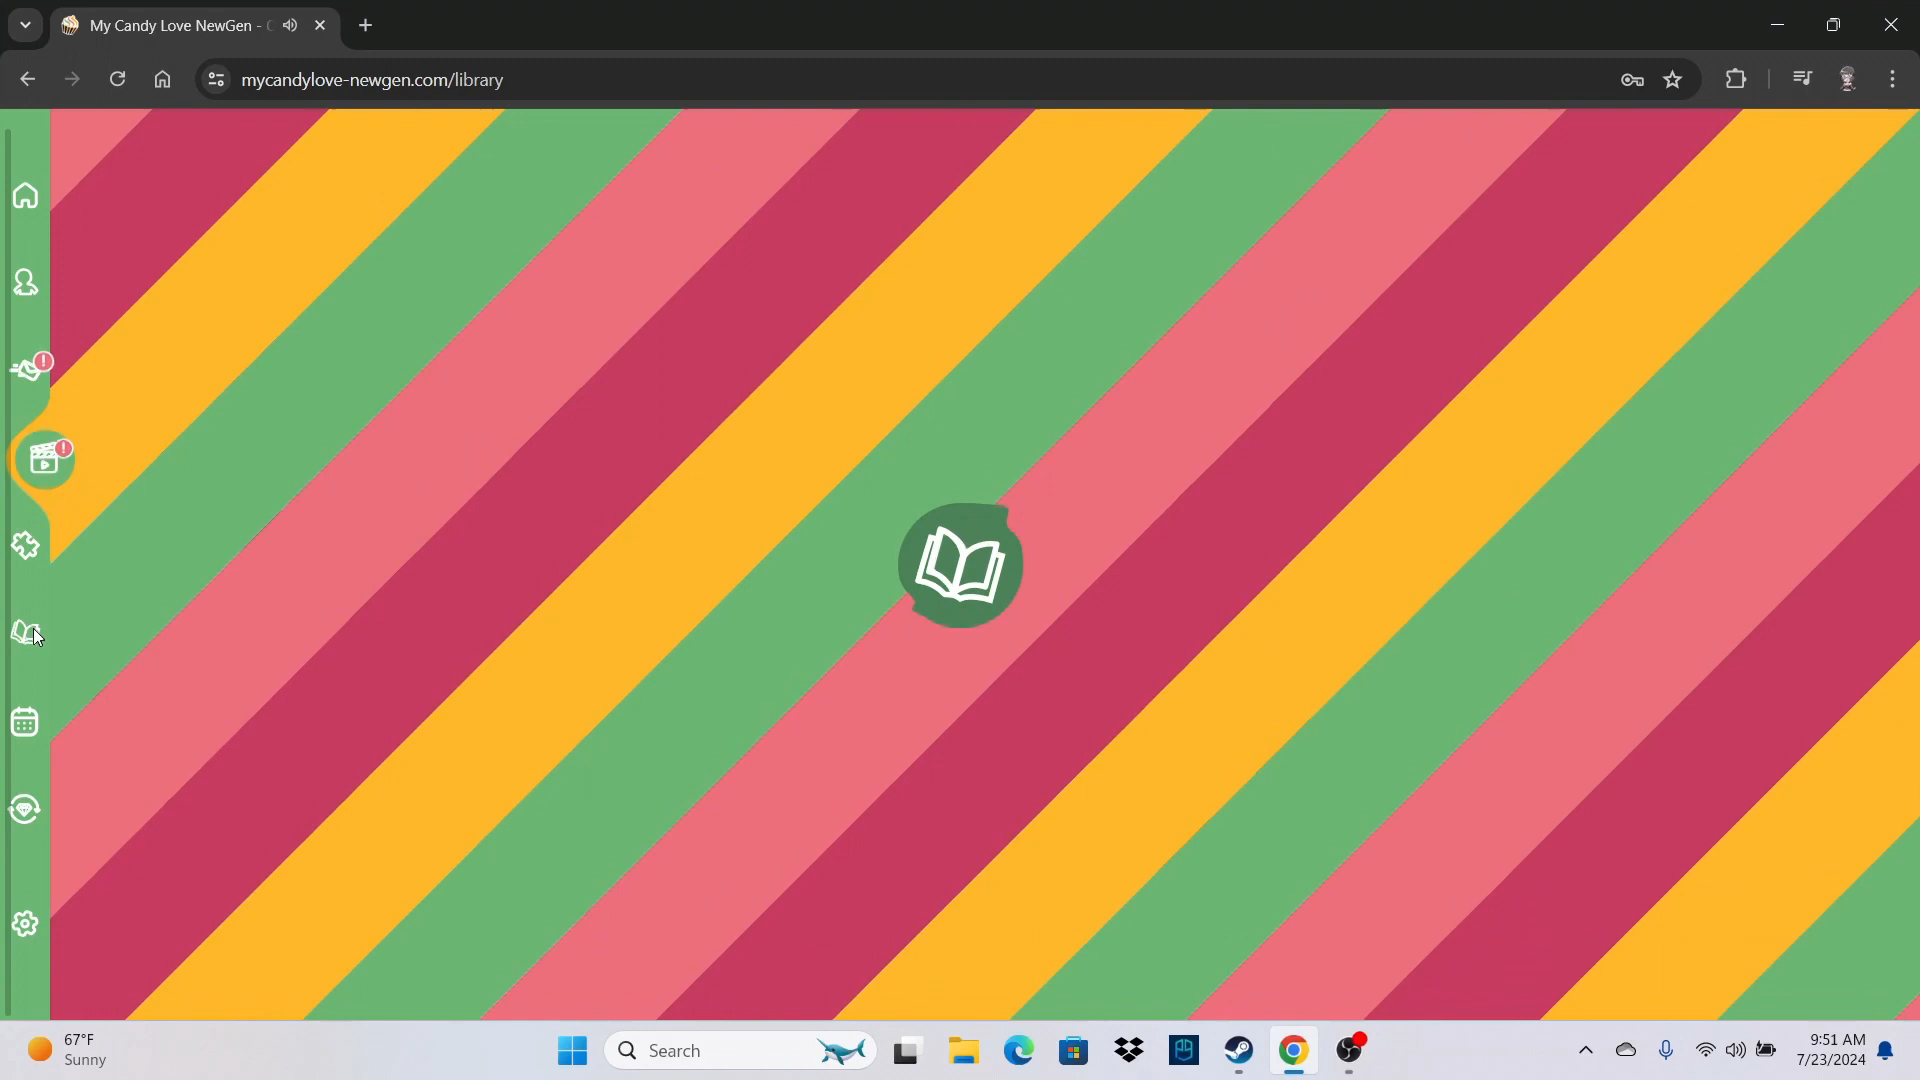 My Candy Love NewGen -
mycandylove-newgen.com/library
67°F
Sunny
Search
9:51 AM
7/23/2024